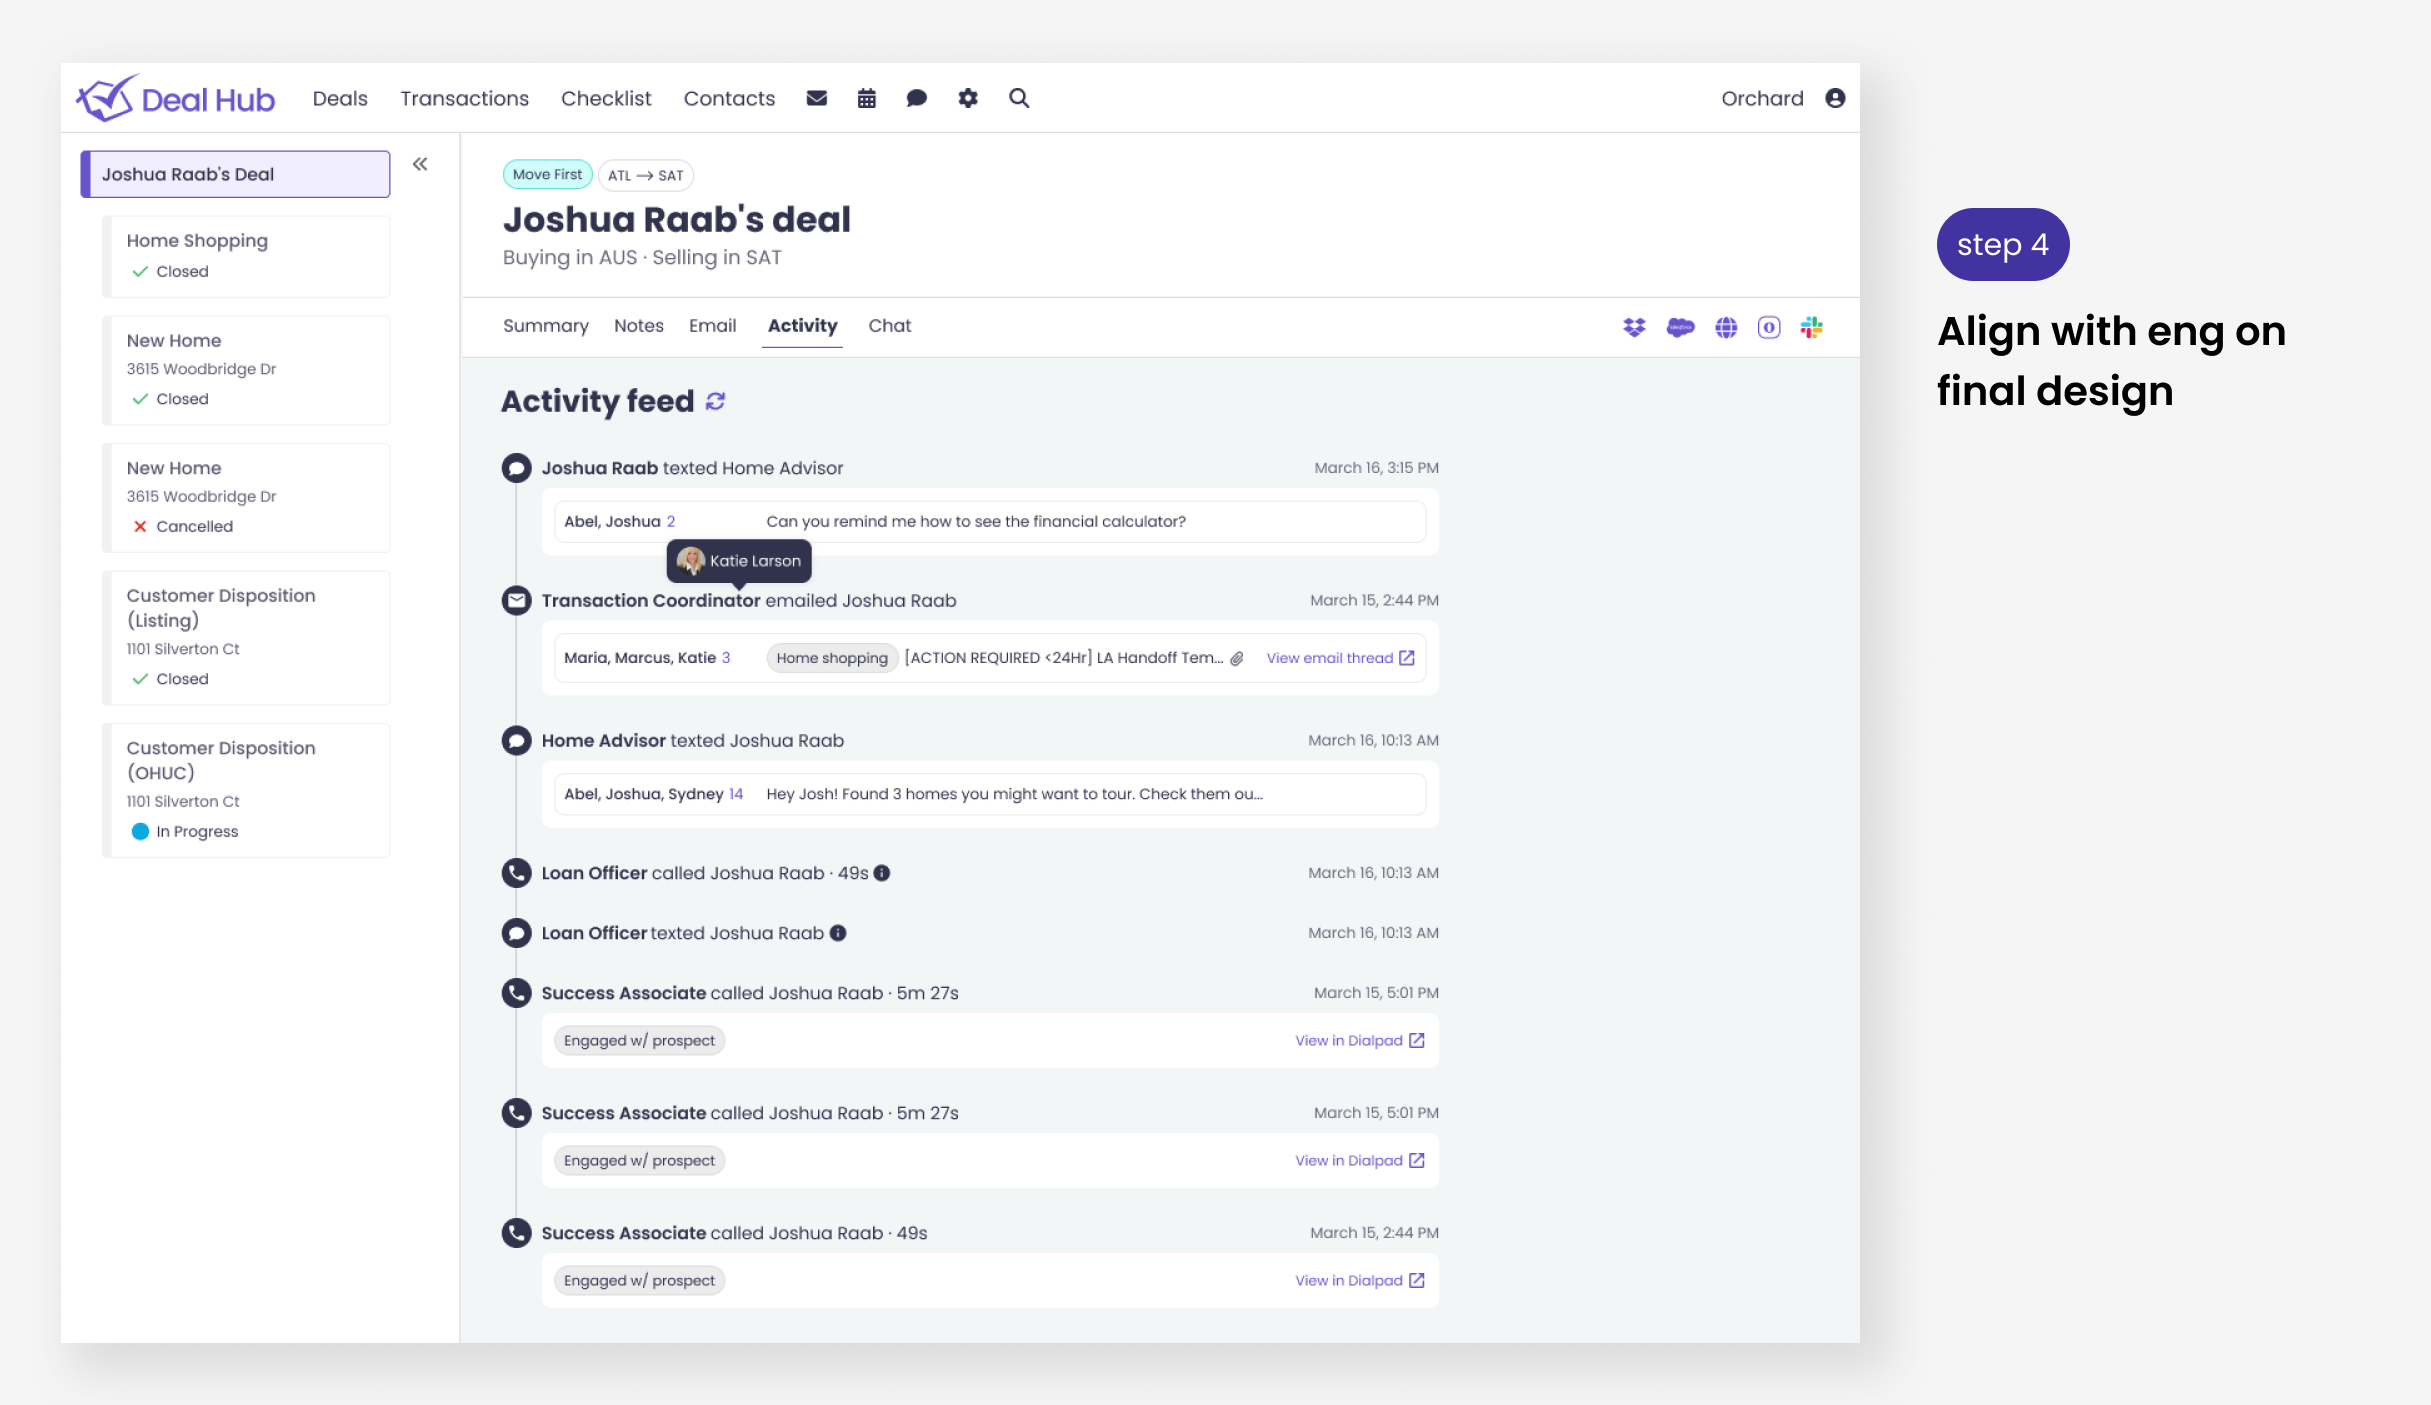 Deal Hub
Deals
Transactions
Checklist
Contacts
Orchard
Joshua Raab's Deal
Home Shopping
Closed
New Home
3615 Woodbridge Dr
Closed
New Home
3615 Woodbridge Dr
Cancelled
Customer Disposition
(Listing)
1101 Silverton Ct
Closed
Customer Disposition
(OHUC)
1101 Silverton Ct
In Progress
Move First
ATL → SAT
Joshua Raab's deal
Buying in AUS · Selling in SAT
Summary
Notes
Email
Activity
Chat
Activity feed
Joshua Raab texted Home Advisor
March 16, 3:15 PM
Abel, Joshua 2
Can you remind me how to see the financial calculator?
Katie Larson
Transaction Coordinator emailed Joshua Raab
March 15, 2:44 PM
Maria, Marcus, Katie 3
Home shopping
[ACTION REQUIRED <24Hr] LA Handoff Tem...
View email thread
Home Advisor texted Joshua Raab
March 16, 10:13 AM
Abel, Joshua, Sydney 14
Hey Josh! Found 3 homes you might want to tour. Check them ou...
Loan Officer called Joshua Raab · 49s
March 16, 10:13 AM
Loan Officer texted Joshua Raab
March 16, 10:13 AM
Success Associate called Joshua Raab · 5m 27s
March 15, 5:01 PM
Engaged w/ prospect
View in Dialpad
Success Associate called Joshua Raab · 5m 27s
March 15, 5:01 PM
Engaged w/ prospect
View in Dialpad
Success Associate called Joshua Raab · 49s
March 15, 2:44 PM
Engaged w/ prospect
View in Dialpad
step 4
Align with eng on
final design